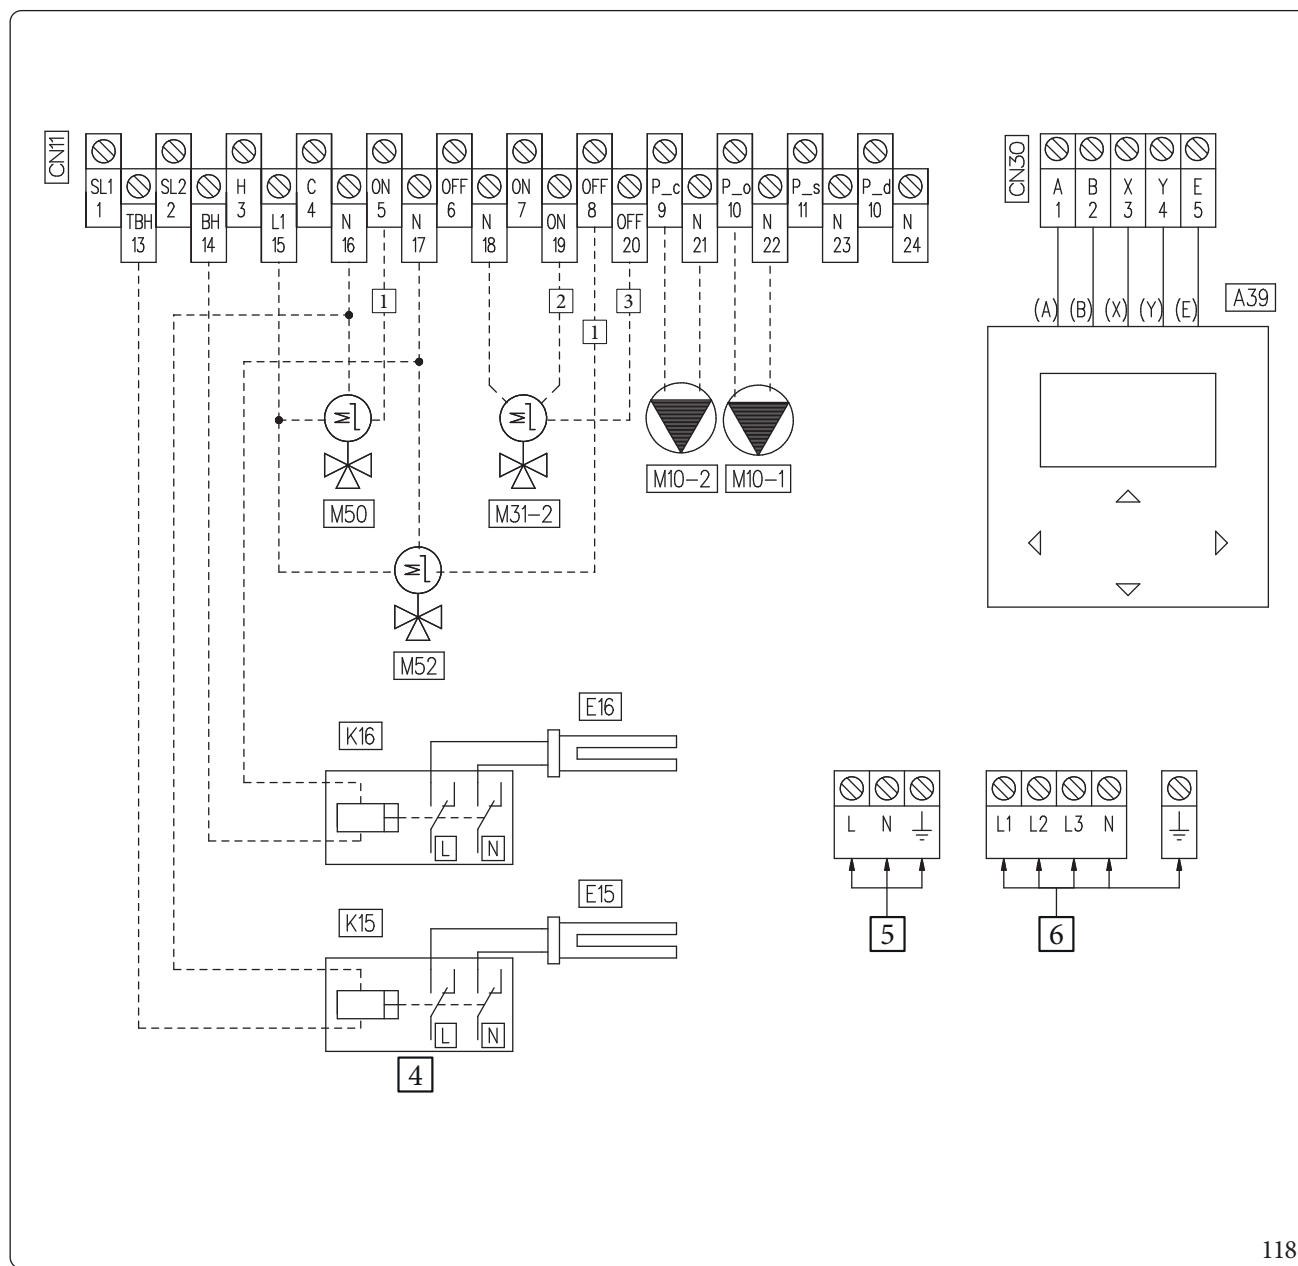 CN11
SL1 SL2 H C ON OFF ON OFF P_c P_o P_s P_d
1 2 3 4 5 6 7 8 9 10 11 10
TBH BH L1 N N N ON OFF N N N N
13 14 15 16 17 18 19 20 21 22 23 24
CN30
A B X Y E
1 2 3 4 5
1 2 3
1
(A) (B) (X) (Y) (E)
A39
M M
M50 M31-2 M10-2 M10-1
M
M52
E16
K16
L N
E15
K15
L N
4
L N
5
L1 L2 L3 N
6
118